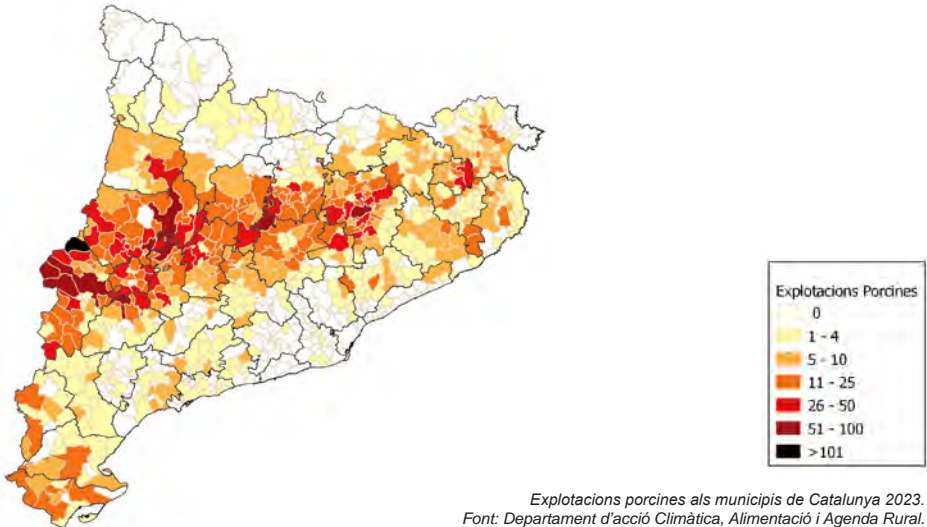 Explotacions Porcines
0
1 - 4
5 - 10
11 - 25
26 - 50
51 - 100
>101
Explotacions porcines als municipis de Catalunya 2023.
Font: Departament d'acció Climàtica, Alimentació i Agenda Rural.